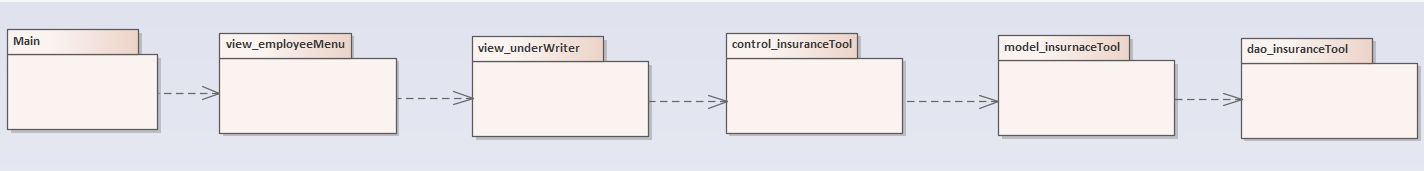 Main
view_employeeMenu
view_underWriter
control_insuranceTool
model_insurnaceTool
dao_insuranceTool